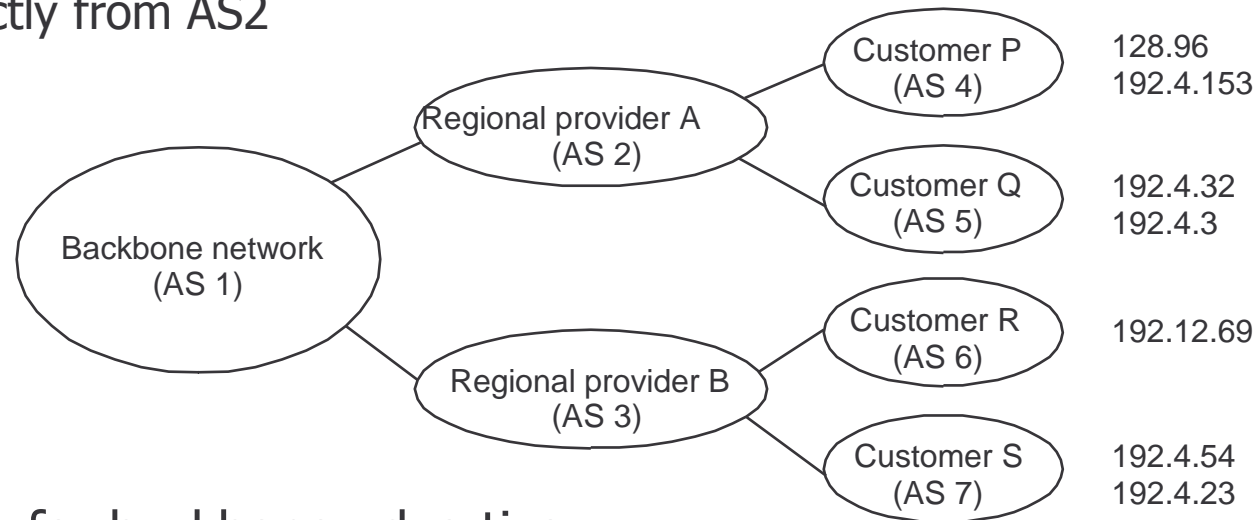 from AS2
Customer P
(AS 4)
128.96
192.4.153
Regional provider A
(AS 2)
Customer Q
(AS 5)
192.4.32
192.4.3
Backbone network
(AS 1)
Customer R
(AS 6)
192.12.69
Regional provider B
(AS 3)
Customer S
(AS 7)
192.4.54
192.4.23